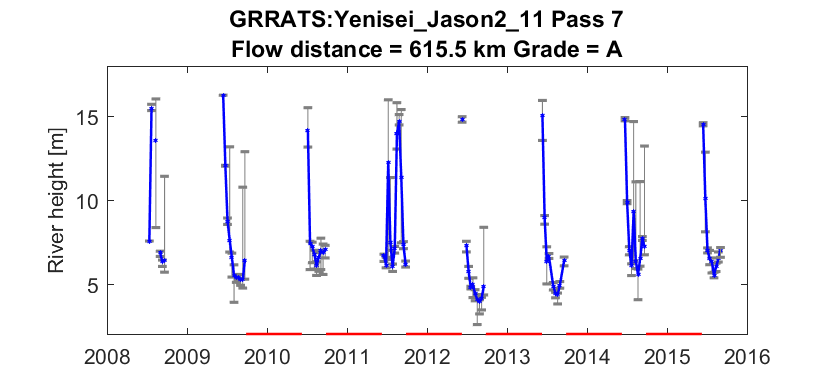 GRRATS:Yenisei_Jason2_11 Pass 7
Flow distance = 615.5 km Grade = A
River height [m]
15
10
5
2008 2009 2010 2011 2012 2013 2014 2015 2016